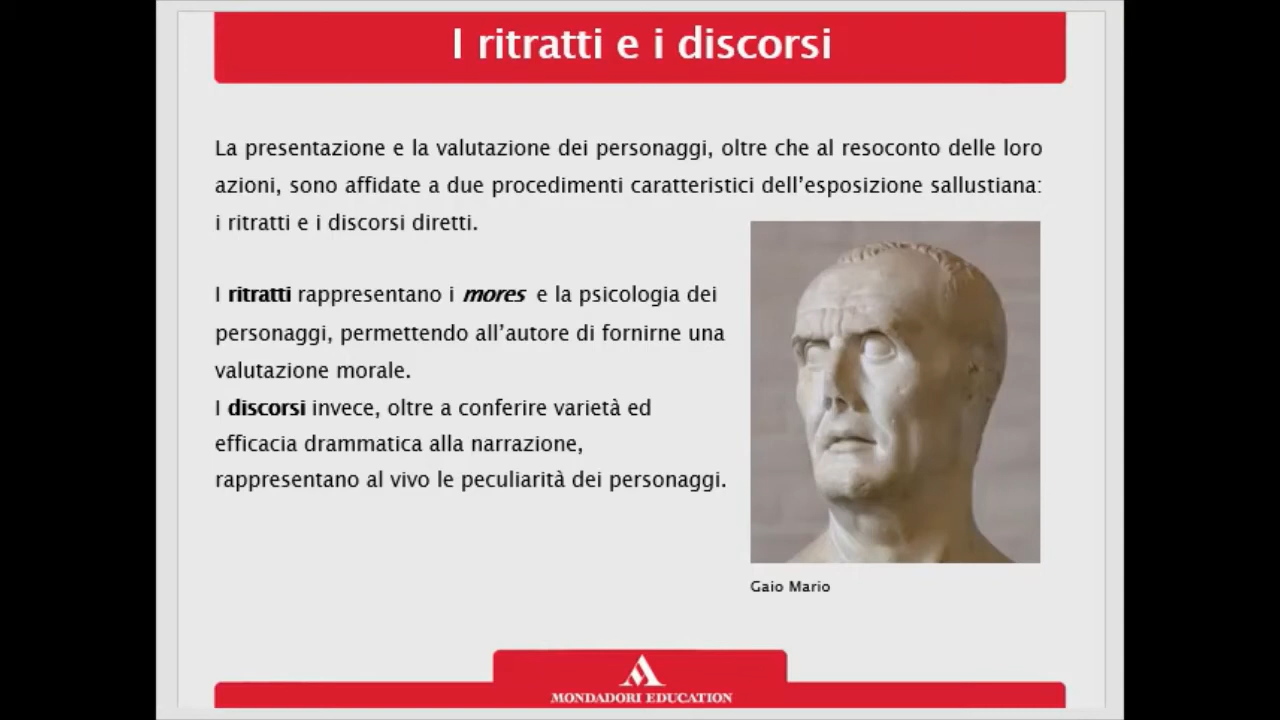 I ritratti e i discorsi
La presentazione e la valutazione dei personaggi, oltre che al resoconto delle loro
azioni, sono affidate a due procedimenti caratteristici dell’esposizione sallustiana:
i ritratti e i discorsi diretti.
I ritratti rappresentano i mores e la psicologia dei
personaggi, permettendo all’autore di fornirne una
valutazione morale.
I discorsi invece, oltre a conferire varietà ed
efficacia drammatica alla narrazione,
rappresentano al vivo le peculiarità dei personaggi.
Gaio Mario
MONDADORI EDUCATION